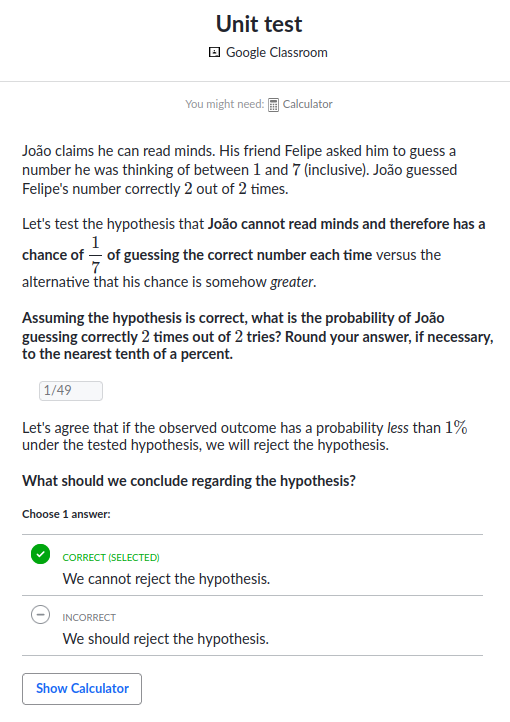 Unit test
Google Classroom
You might need: Calculator
João claims he can read minds. His friend Felipe asked him to guess a
number he was thinking of between 1 and 7 (inclusive). João guessed
Felipe's number correctly 2 out of 2 times.
Let's test the hypothesis that João cannot read minds and therefore has a
chance of 1/7 of guessing the correct number each time versus the
alternative that his chance is somehow greater.
Assuming the hypothesis is correct, what is the probability of João
guessing correctly 2 times out of 2 tries? Round your answer, if necessary,
to the nearest tenth of a percent.
1/49
Let's agree that if the observed outcome has a probability less than 1%
under the tested hypothesis, we will reject the hypothesis.
What should we conclude regarding the hypothesis?
Choose 1 answer:
CORRECT (SELECTED)
We cannot reject the hypothesis.
INCORRECT
We should reject the hypothesis.
Show Calculator